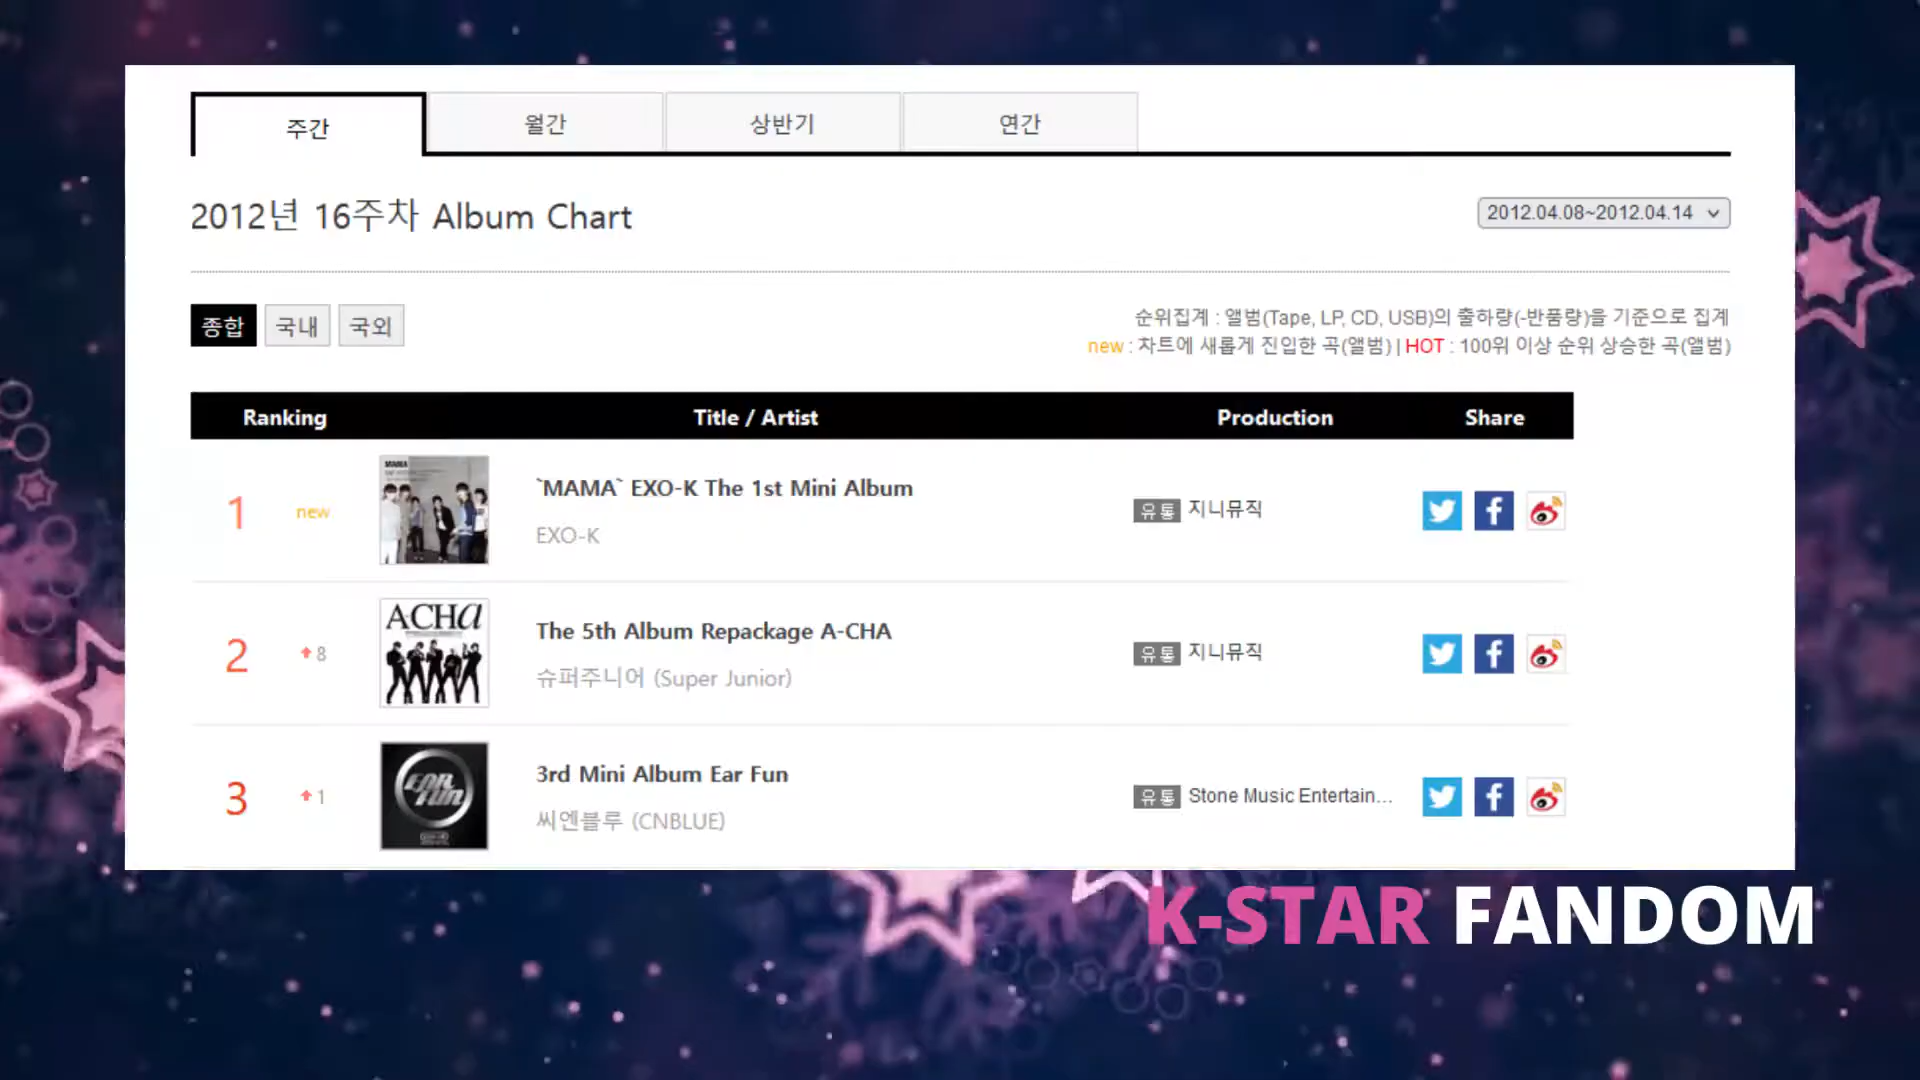 주간
월간
상반기
연간
2012년 16주차 Album Chart
2012.04.08~2012.04.14
종합
국내
국외
순위집계 : 앨범(Tape, LP, CD, USB)의 출하량(-반품량)을 기준으로 집계
new : 차트에 새롭게 진입한 곡(앨범) | HOT : 100위 이상 순위 상승한 곡(앨범)
Ranking Title / Artist Production Share
1 new
MAMA
`MAMA` EXO-K The 1st Mini Album
EXO-K
유통 지니뮤직
2 8
A-CHA
The 5th Album Repackage A-CHA
슈퍼주니어 (Super Junior)
유통 지니뮤직
3 1
EAR FUN
3rd Mini Album Ear Fun
씨엔블루 (CNBLUE)
유통 Stone Music Entertain...
K-STAR FANDOM